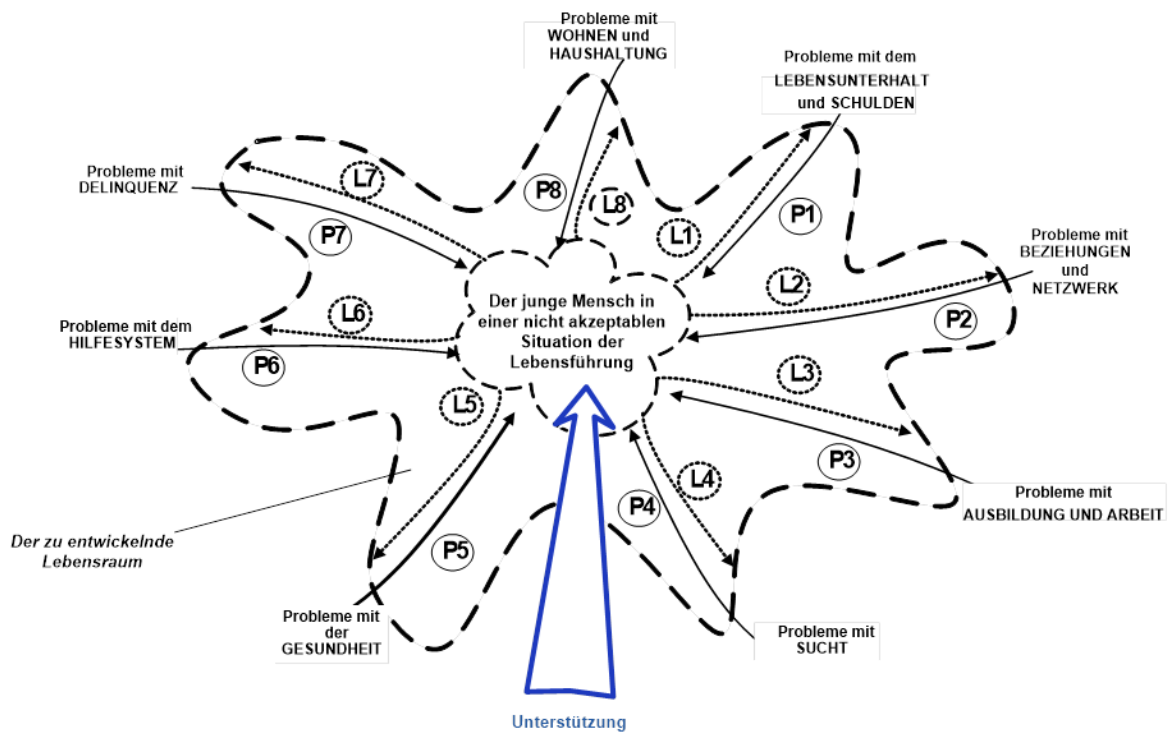 Probleme mit
WOHNEN und
HAUSHALTUNG
Probleme mit dem
LEBENSUNTERHALT
und SCHULDEN
Probleme mit
DELINQUENZ
L7
P8
L8
P1
L1
P7
Probleme mit
BEZIEHUNGEN
und
NETZWERK
L2
Der junge Mensch in
einer nicht akzeptablen
Situation der
Lebensführung
L6
P2
Probleme mit dem
HILFESYSTEM
P6
L3
L5
P3
L4
Probleme mit
AUSBILDUNG UND ARBEIT
P4
Der zu entwickelnde
Lebensraum
P5
Probleme mit
der
GESUNDHEIT
Probleme mit
SUCHT
Unterstützung